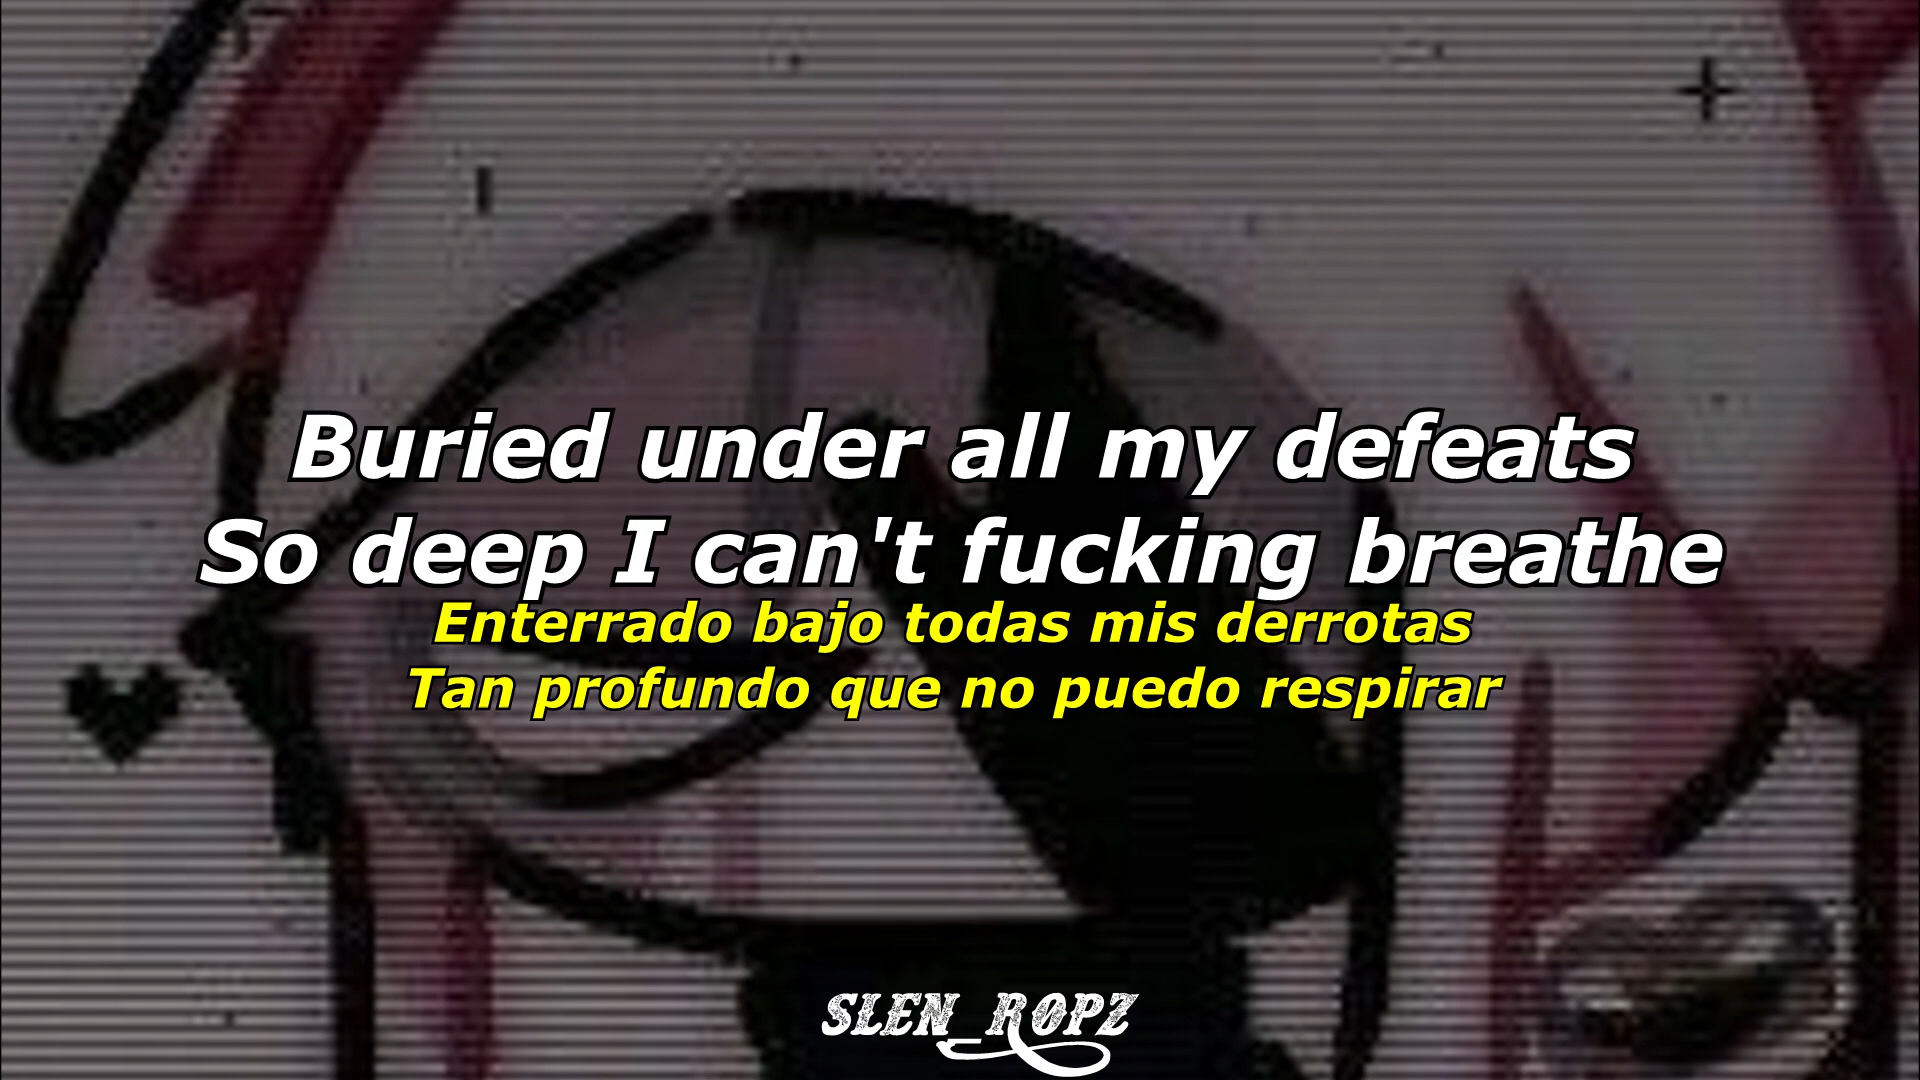 Buried under all my defeats
So deep I can't fucking breathe
Enterrado bajo todas mis derrotas
Tan profundo que no puedo respirar
SLEN_ROPZ